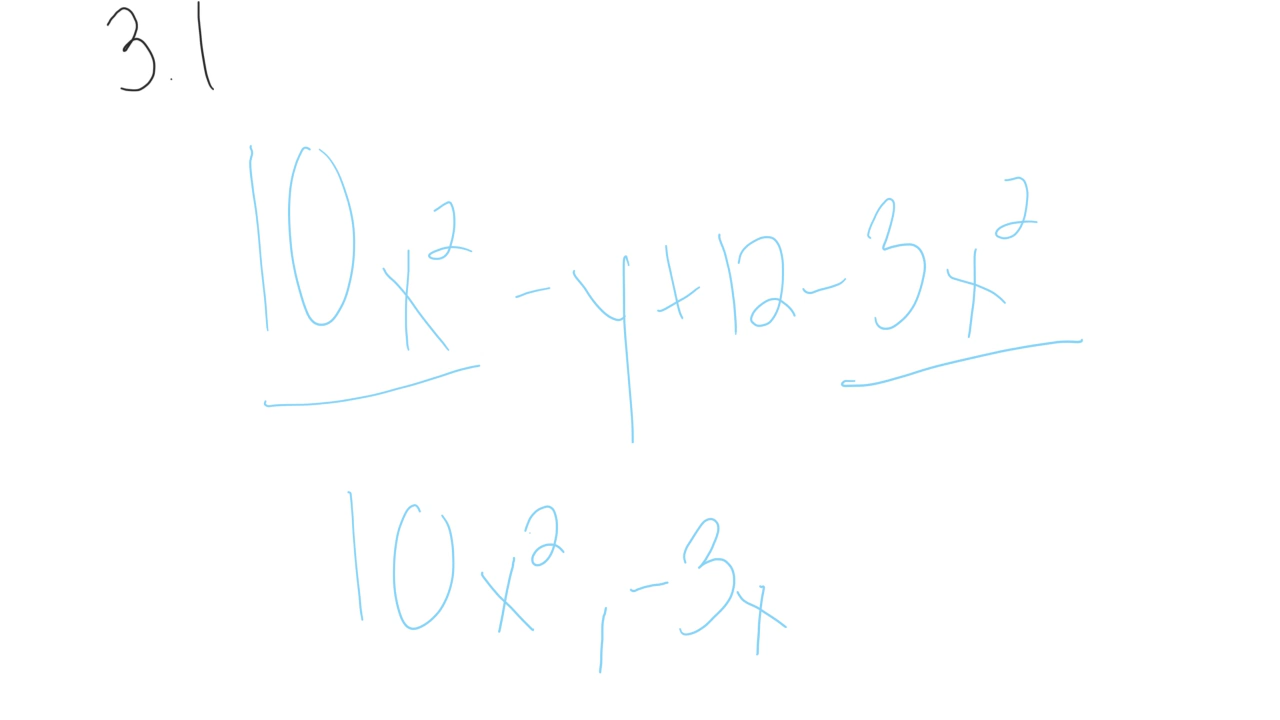 3.1
10x² - y + 12 - 3x²
10x², -3x